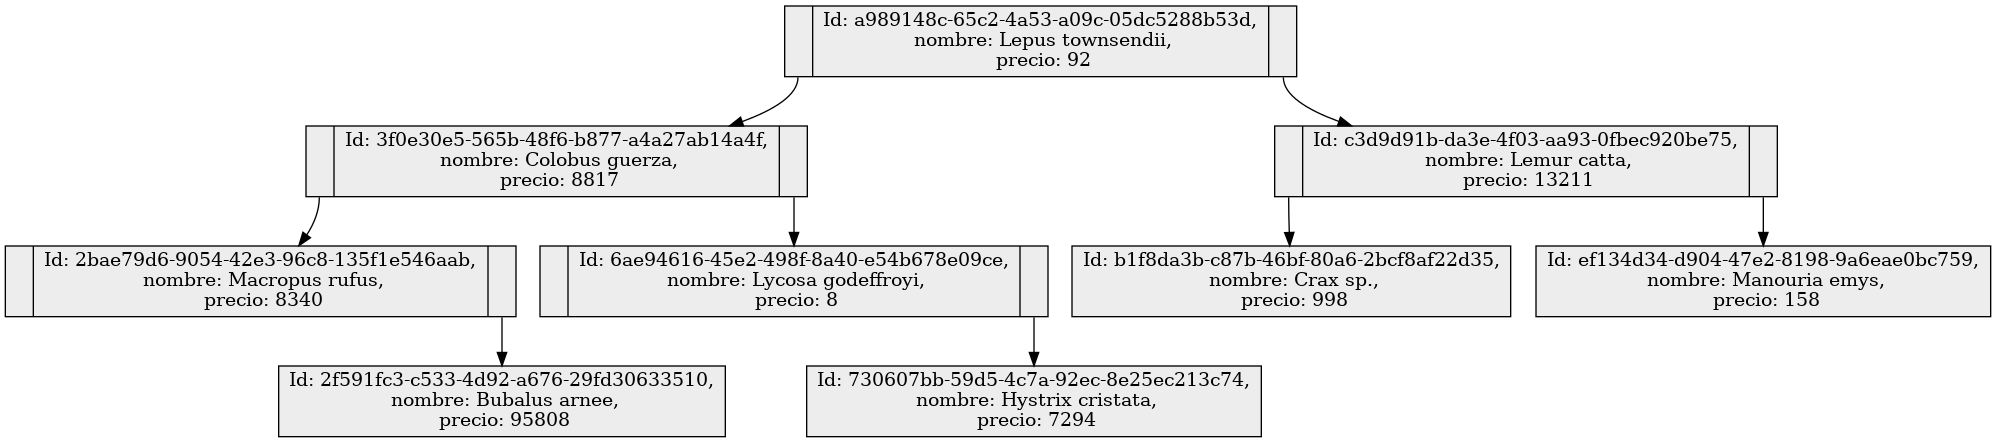 Id: a989148c-65c2-4a53-a09c-05dc5288b53d,
nombre: Lepus townsendii,
precio: 92
Id: 3f0e30e5-565b-48f6-b877-a4a27ab14a4f,
nombre: Colobus guerza,
precio: 8817
Id: c3d9d91b-da3e-4f03-aa93-0fbec920be75,
nombre: Lemur catta,
precio: 13211
Id: 2bae79d6-9054-42e3-96c8-135f1e546aab,
nombre: Macropus rufus,
precio: 8340
Id: 6ae94616-45e2-498f-8a40-e54b678e09ce,
nombre: Lycosa godeffroyi,
precio: 8
Id: b1f8da3b-c87b-46bf-80a6-2bcf8af22d35,
nombre: Crax sp.,
precio: 998
Id: ef134d34-d904-47e2-8198-9a6eae0bc759,
nombre: Manouria emys,
precio: 158
Id: 2f591fc3-c533-4d92-a676-29fd30633510,
nombre: Bubalus arnee,
precio: 95808
Id: 730607bb-59d5-4c7a-92ec-8e25ec213c74,
nombre: Hystrix cristata,
precio: 7294